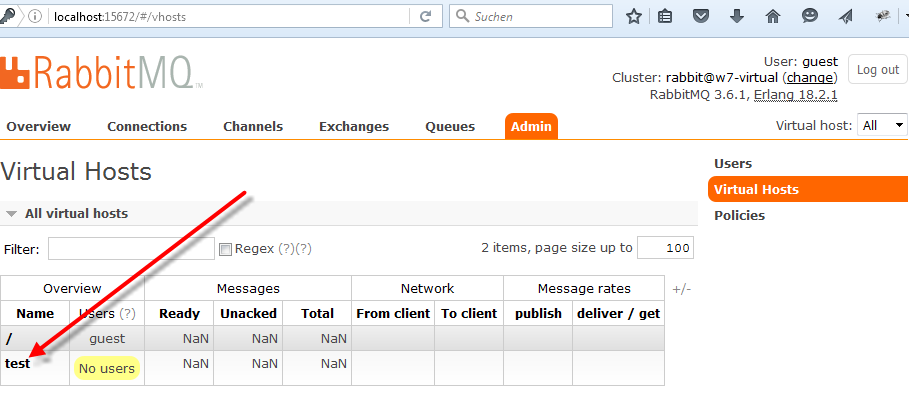 localhost:15672/#/vhosts
Suchen
RabbitMQ™
User: guest
Cluster: rabbit@w7-virtual (change)
RabbitMQ 3.6.1, Erlang 18.2.1
Log out
Overview Connections Channels Exchanges Queues Admin
Virtual host: All
Users
Virtual Hosts
Policies
Virtual Hosts
All virtual hosts
Filter: Regex (?)(?) 2 items, page size up to 100
Overview Messages Network Message rates +/-
Name Users (?) Ready Unacked Total From client To client publish deliver / get
/ guest NaN NaN NaN
test No users NaN NaN NaN